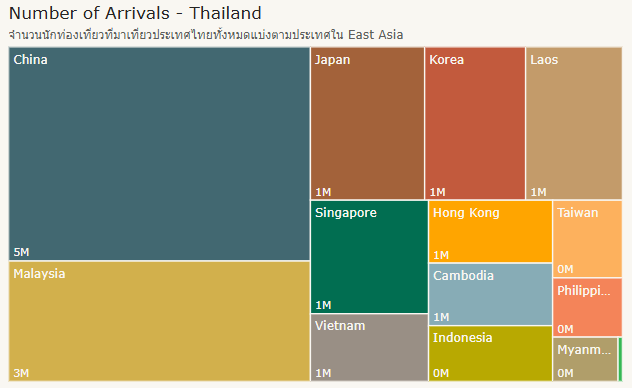 Number of Arrivals - Thailand
จำนวนนักท่องเที่ยวที่มาเที่ยวประเทศไทยทั้งหมดแบ่งตามประเทศใน East Asia
China
5M
Malaysia
3M
Japan
1M
Korea
1M
Laos
1M
Singapore
1M
Vietnam
1M
Hong Kong
1M
Cambodia
1M
Indonesia
0M
Taiwan
0M
Philippi...
0M
Myanm...
0M